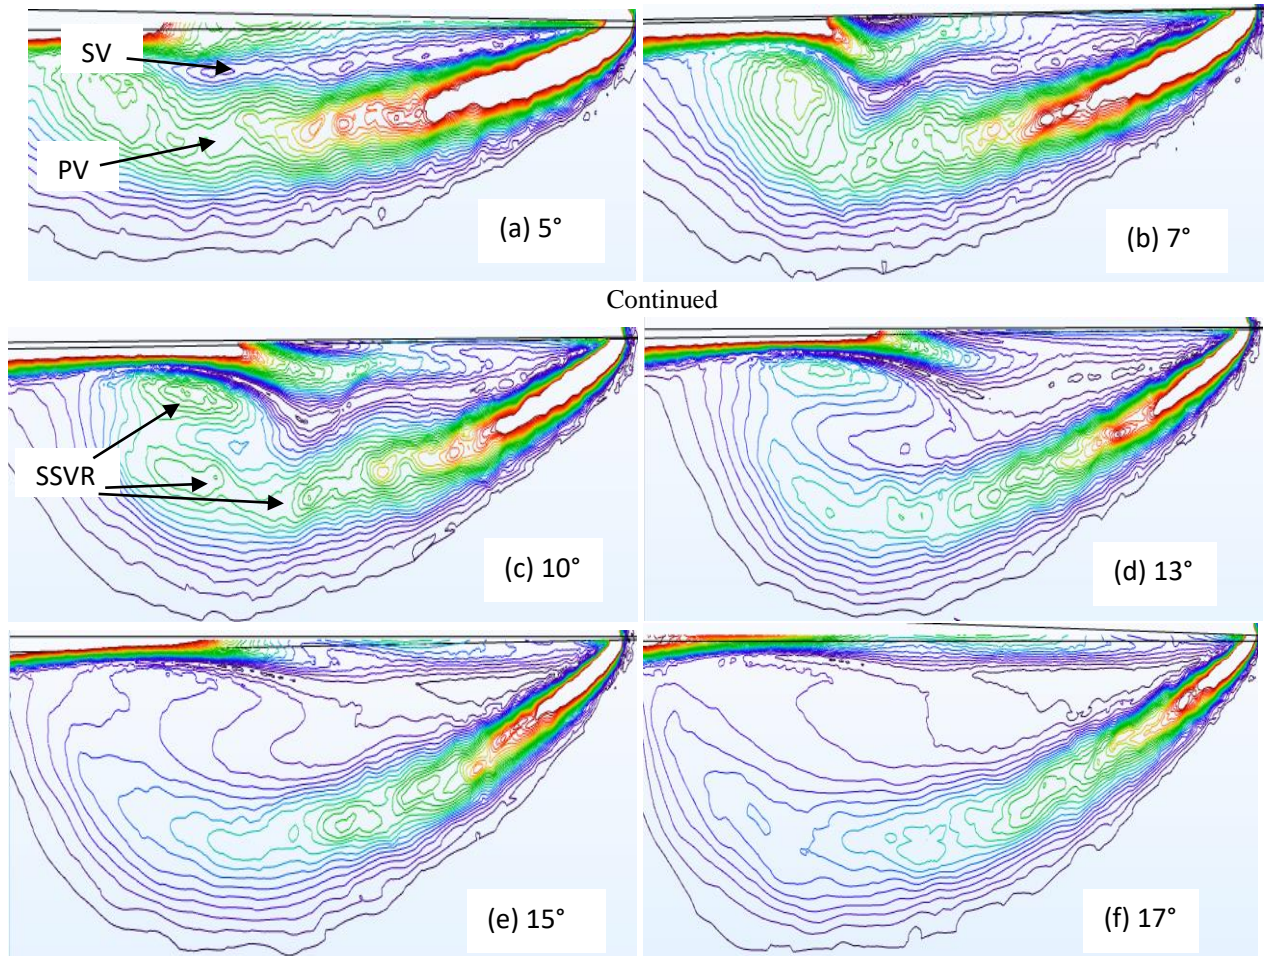 SV
PV
(a) 5°
(b) 7°
Continued
SSVR
(c) 10°
(d) 13°
(e) 15°
(f) 17°